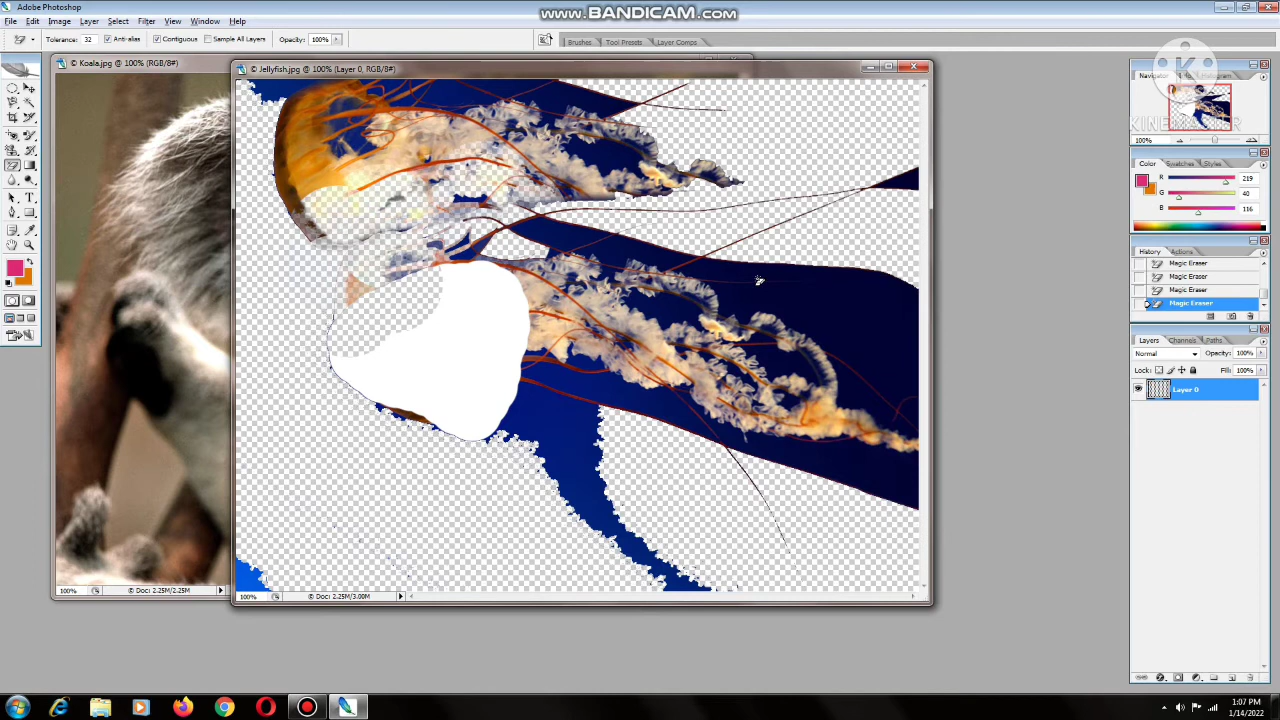 Adobe Photoshop
www.BANDICAM.com
File Edit Image Layer Select Filter View Window Help
Tolerance: 32 Anti-alias Contiguous Sample All Layers Opacity: 100%
Brushes Tool Presets Layer Comps
© Koala.jpg @ 100% (RGB/8#)
© Jellyfish.jpg @ 100% (Layer 0, RGB/8#)
Navigator Info Histogram
K
KINEMASTER
100%
Color Swatches Styles
R 219
G 40
B 116
History Actions
Magic Eraser
Magic Eraser
Magic Eraser
Magic Eraser
Layers Channels Paths
Normal Opacity: 100%
Lock: Fill: 100%
Layer 0
100% © Doc: 2.25M/2.25M
100% © Doc: 2.25M/3.00M
1:07 PM
1/14/2022